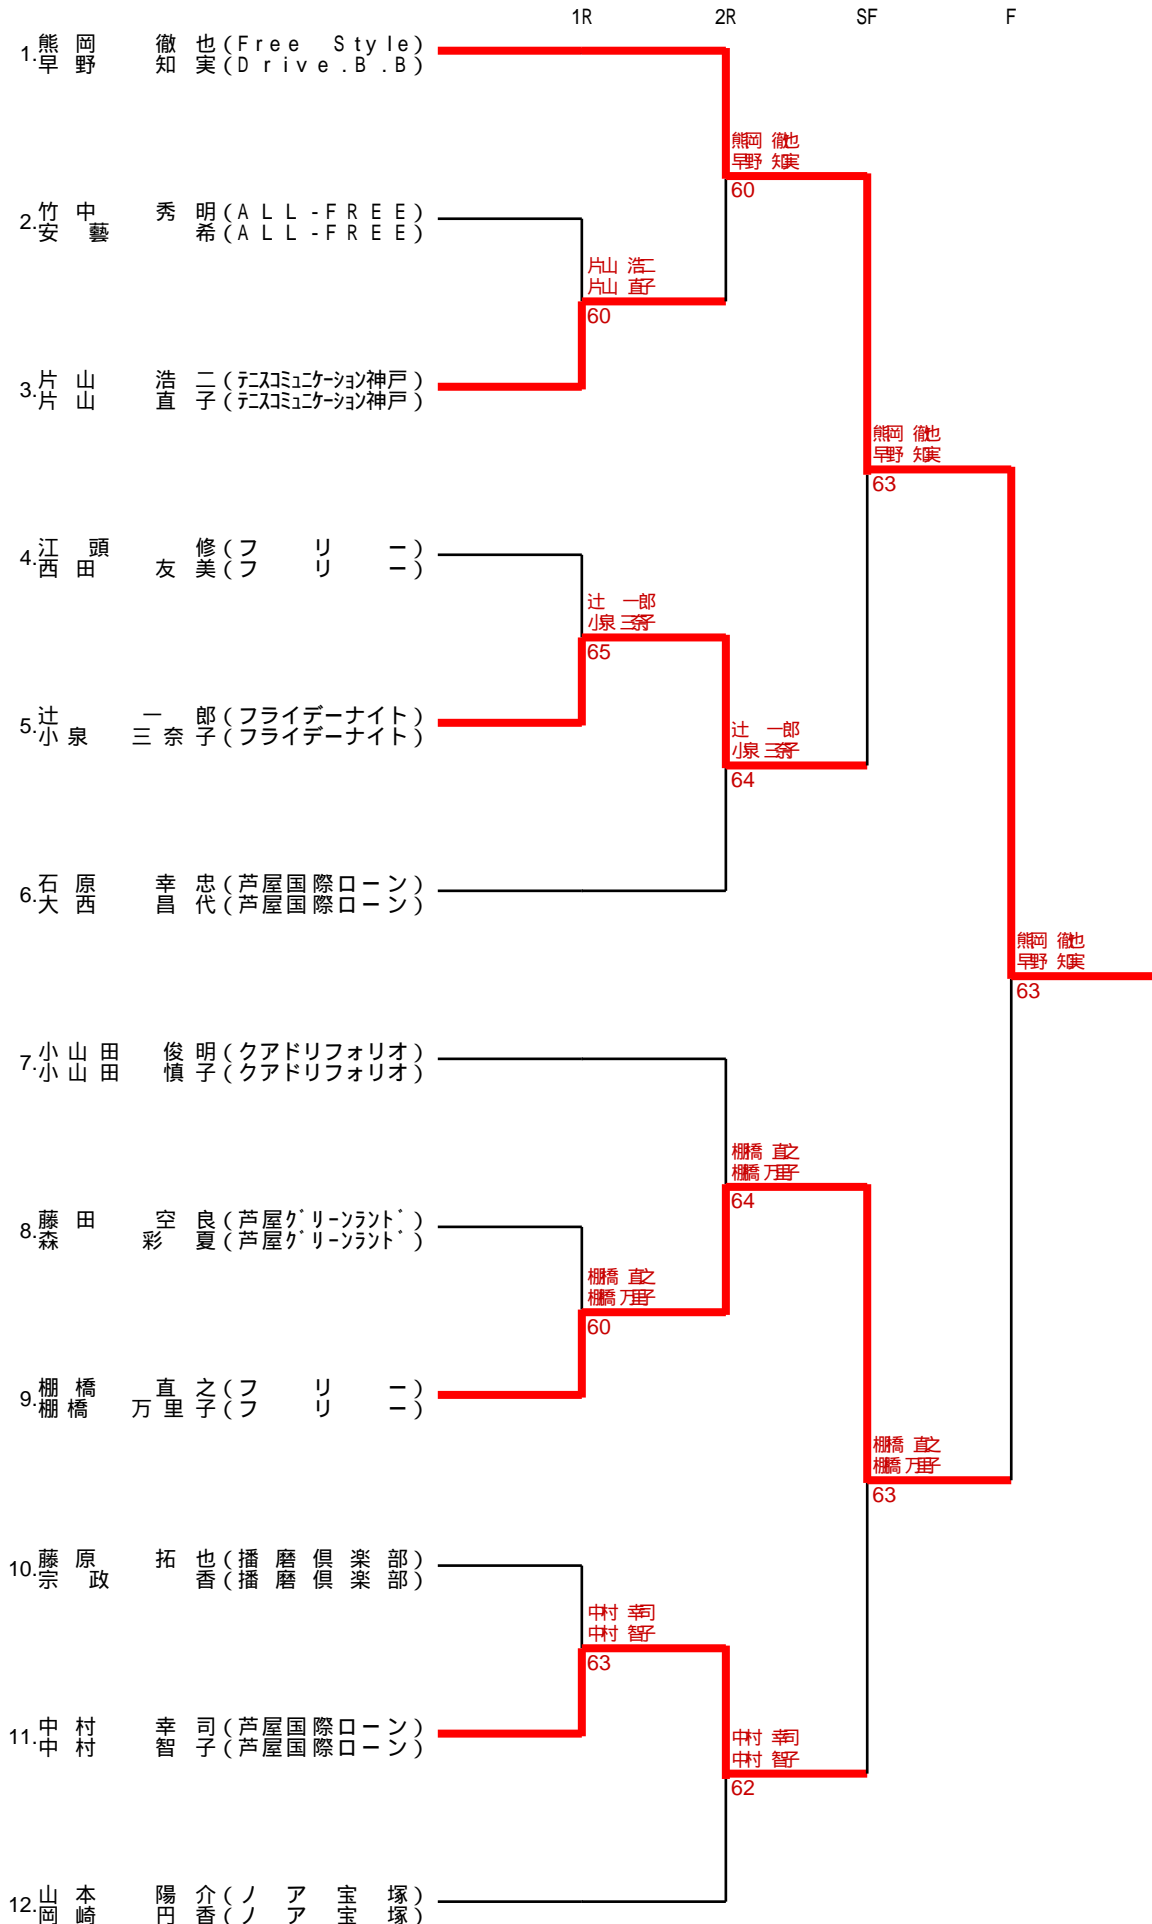 1R 2R SF F
1. 熊岡 徹也(Free Style)
早野 知実(Drive.B.B)
熊岡 徹也
早野 知実
60
2. 竹中 秀明(ALL-FREE)
安藝 希(ALL-FREE)
片山 浩二
片山 直子
60
3. 片山 浩二(テニスコミュニケーション神戸)
片山 直子(テニスコミュニケーション神戸)
熊岡 徹也
早野 知実
63
4. 江頭 修(フリー)
西田 友美(フリー)
辻 一郎
小泉 三奈子
65
5. 辻 一郎(フライデーナイト)
小泉 三奈子(フライデーナイト)
辻 一郎
小泉 三奈子
64
6. 石原 幸忠(芦屋国際ローン)
大西 昌代(芦屋国際ローン)
熊岡 徹也
早野 知実
63
7. 小山田 俊明(クアドリフォリオ)
小山田 慎子(クアドリフォリオ)
棚橋 直之
棚橋 万里子
64
8. 藤田 空良(芦屋グリーンランド)
森 彩夏(芦屋グリーンランド)
棚橋 直之
棚橋 万里子
60
9. 棚橋 直之(フリー)
棚橋 万里子(フリー)
棚橋 直之
棚橋 万里子
63
10. 藤原 拓也(播磨倶楽部)
宗政 香(播磨倶楽部)
中村 幸司
中村 智子
63
11. 中村 幸司(芦屋国際ローン)
中村 智子(芦屋国際ローン)
中村 幸司
中村 智子
62
12. 山本 陽介(ノア宝塚)
岡崎 円香(ノア宝塚)